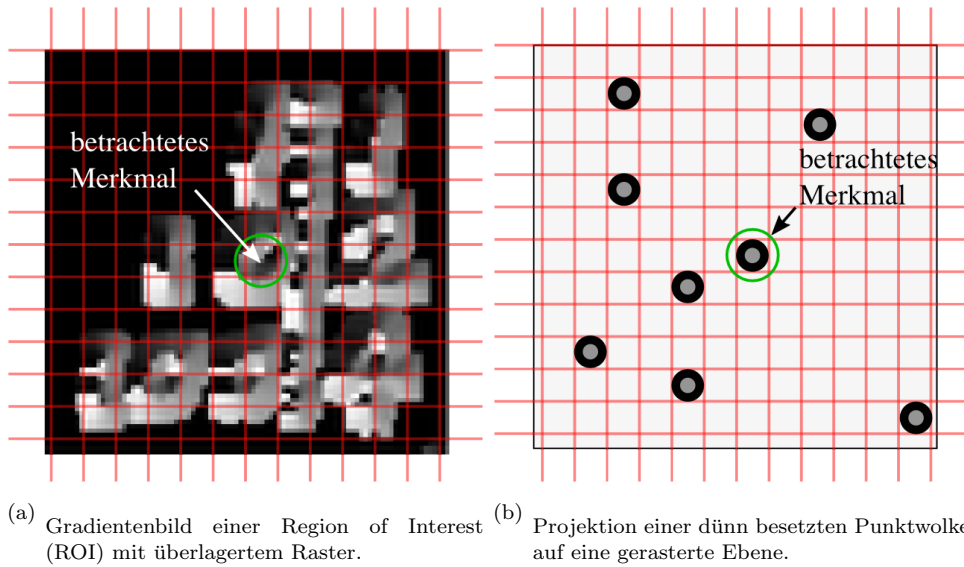 betrachtetes
Merkmal
betrachtetes
Merkmal
(a) Gradientenbild einer Region of Interest
(ROI) mit überlagertem Raster.
(b) Projektion einer dünn besetzten Punktwolke
auf eine gerasterte Ebene.